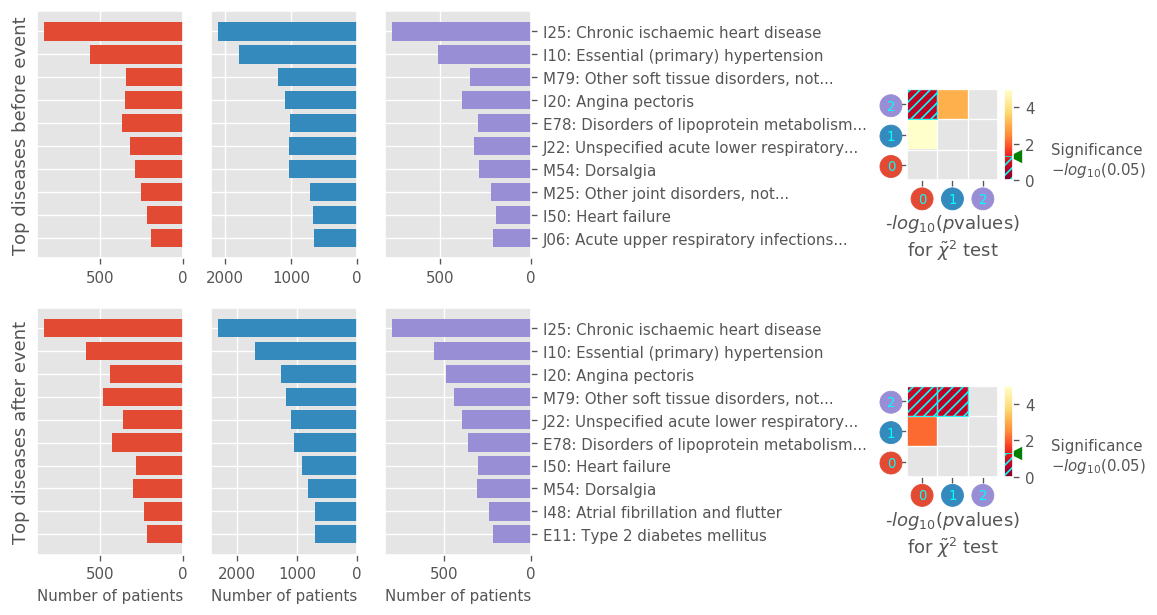 Top diseases before event
I25: Chronic ischaemic heart disease
I10: Essential (primary) hypertension
M79: Other soft tissue disorders, not...
I20: Angina pectoris
E78: Disorders of lipoprotein metabolism...
J22: Unspecified acute lower respiratory...
M54: Dorsalgia
M25: Other joint disorders, not...
I50: Heart failure
J06: Acute upper respiratory infections...
500 0
2000 1000 0
500 0
2
1
0
0 1 2
4
2
0
Significance
−log₁₀(0.05)
-log₁₀(pvalues)
for χ̃² test
Top diseases after event
I25: Chronic ischaemic heart disease
I10: Essential (primary) hypertension
I20: Angina pectoris
M79: Other soft tissue disorders, not...
J22: Unspecified acute lower respiratory...
E78: Disorders of lipoprotein metabolism...
I50: Heart failure
M54: Dorsalgia
I48: Atrial fibrillation and flutter
E11: Type 2 diabetes mellitus
500 0
2000 1000 0
500 0
Number of patients
Number of patients
Number of patients
2
1
0
0 1 2
4
2
0
Significance
−log₁₀(0.05)
-log₁₀(pvalues)
for χ̃² test